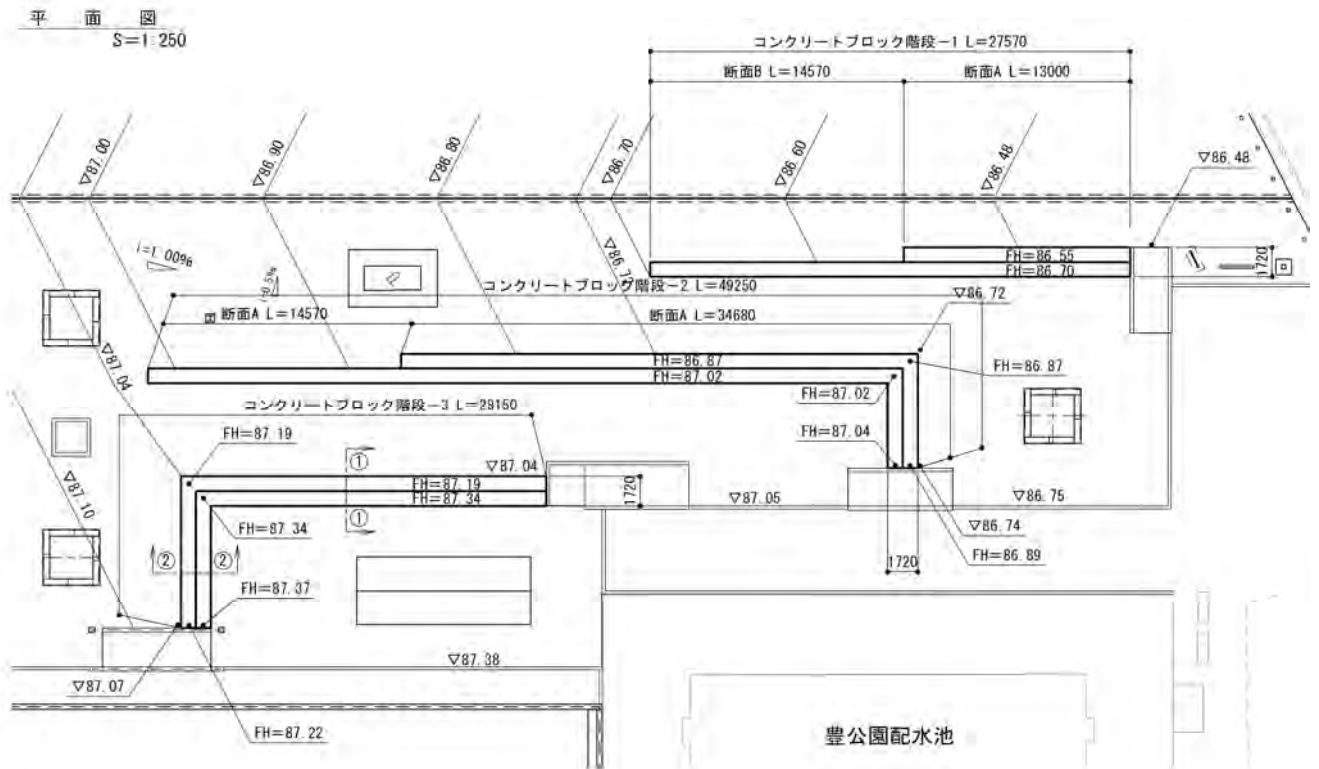 平 面 図
S=1:250
コンクリートブロック階段-1 L=27570
断面B L=14570
断面A L=13000
▽87.00
▽86.90
▽86.80
▽86.70
▽86.60
▽86.48
▽86.48
i=1.00%
i=0.5%
▽86.72
FH=86.55
FH=86.70
1720
コンクリートブロック階段-2 L=49250
▽86.72
断面A L=14570
断面A L=34680
FH=86.87
FH=87.02
FH=86.87
FH=87.02
▽87.04
コンクリートブロック階段-3 L=29150
FH=87.19
FH=87.04
①
▽87.04
FH=87.19
FH=87.34
1720
▽87.05
▽86.75
▽87.10
FH=87.34
①
▽86.74
②
②
FH=86.89
1720
FH=87.37
▽87.38
▽87.07
FH=87.22
豊公園配水池